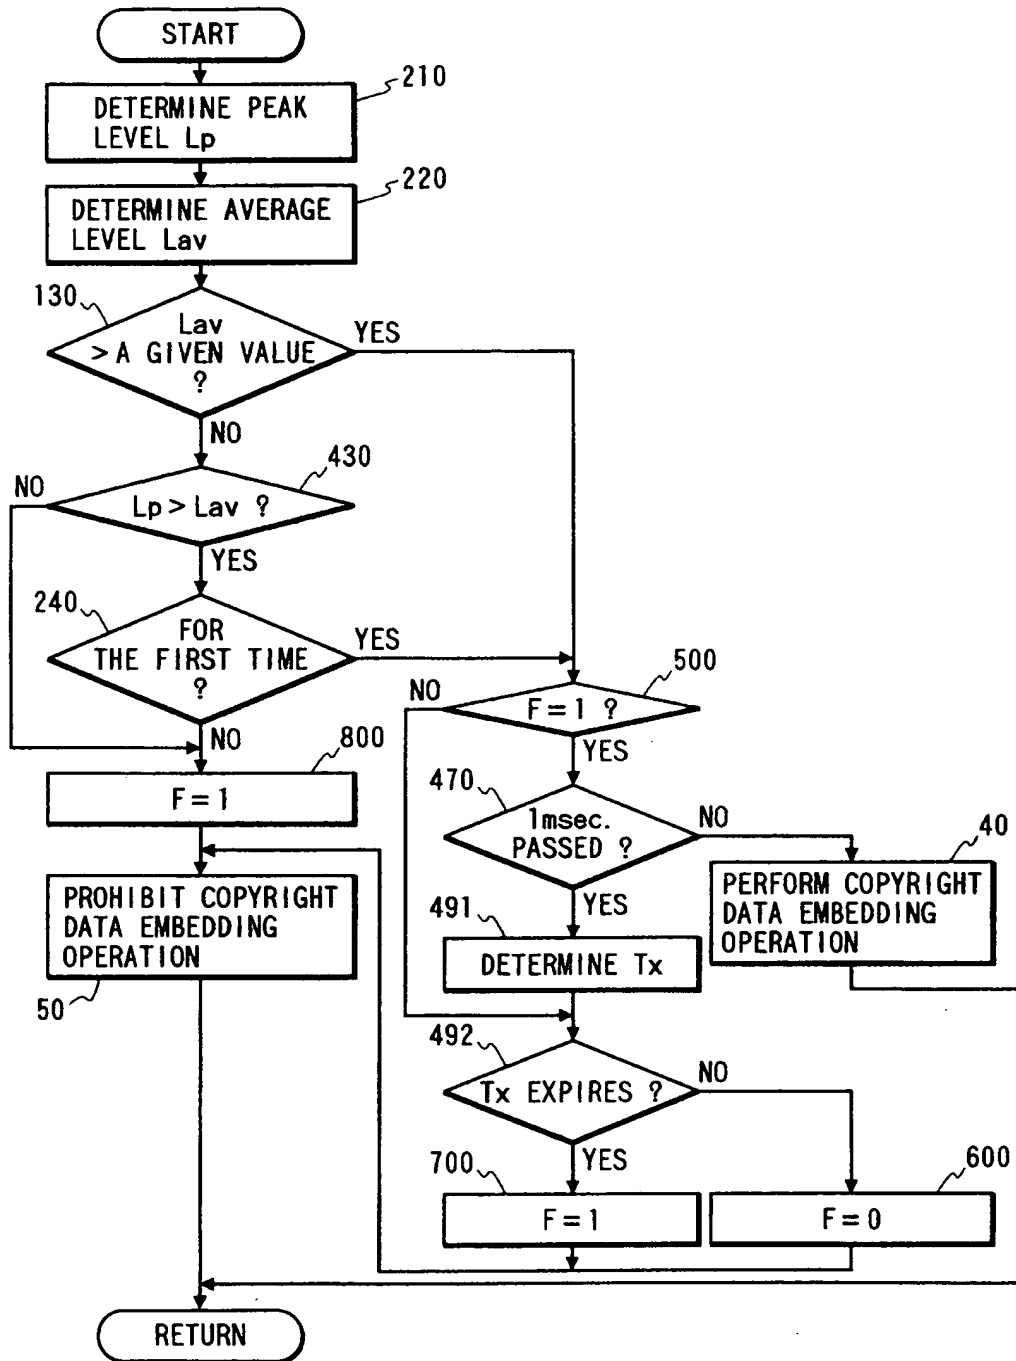 START
210
DETERMINE PEAK
LEVEL Lp
220
DETERMINE AVERAGE
LEVEL Lav
130
Lav
> A GIVEN VALUE
?
YES
NO
430
NO
Lp > Lav ?
YES
240
FOR
THE FIRST TIME
?
YES
NO
500
NO
F = 1 ?
YES
800
F = 1
470
1msec.
PASSED ?
NO
YES
40
PERFORM COPYRIGHT
DATA EMBEDDING
OPERATION
PROHIBIT COPYRIGHT
DATA EMBEDDING
OPERATION
50
491
DETERMINE Tx
492
Tx EXPIRES ?
NO
YES
700
F = 1
600
F = 0
RETURN